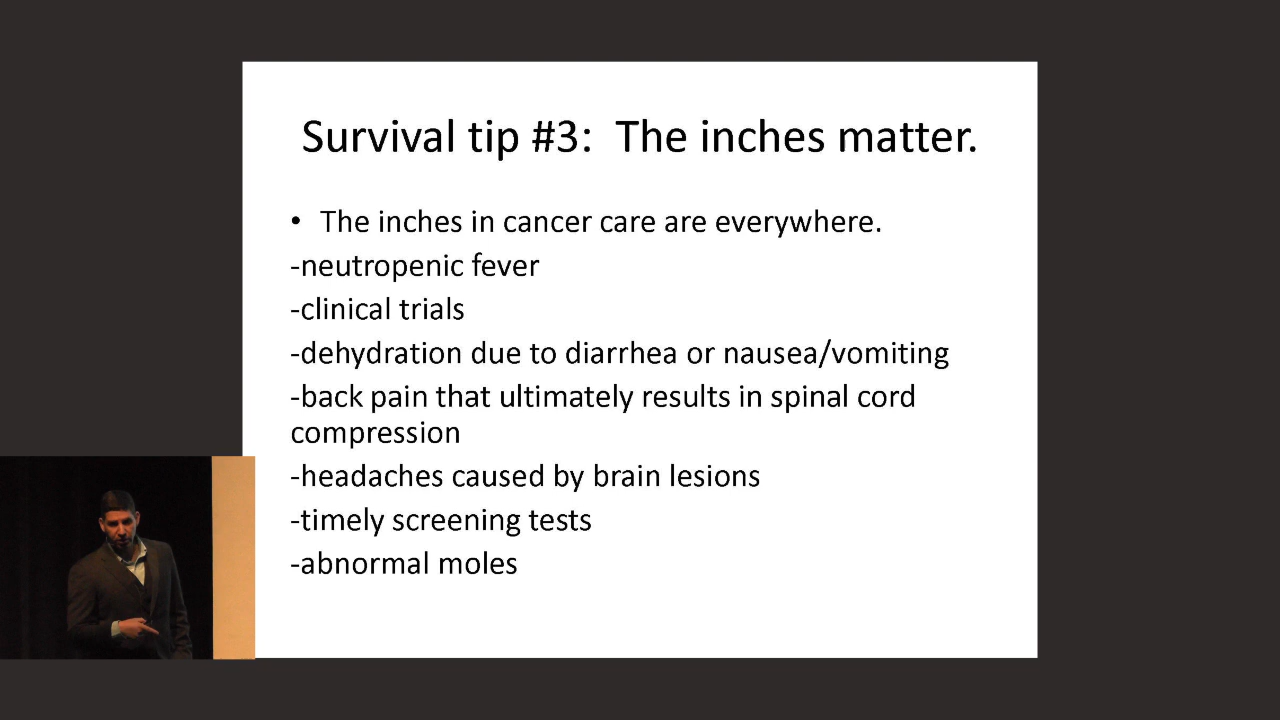 Survival tip #3: The inches matter.
• The inches in cancer care are everywhere.
-neutropenic fever
-clinical trials
-dehydration due to diarrhea or nausea/vomiting
-back pain that ultimately results in spinal cord
compression
-headaches caused by brain lesions
-timely screening tests
-abnormal moles